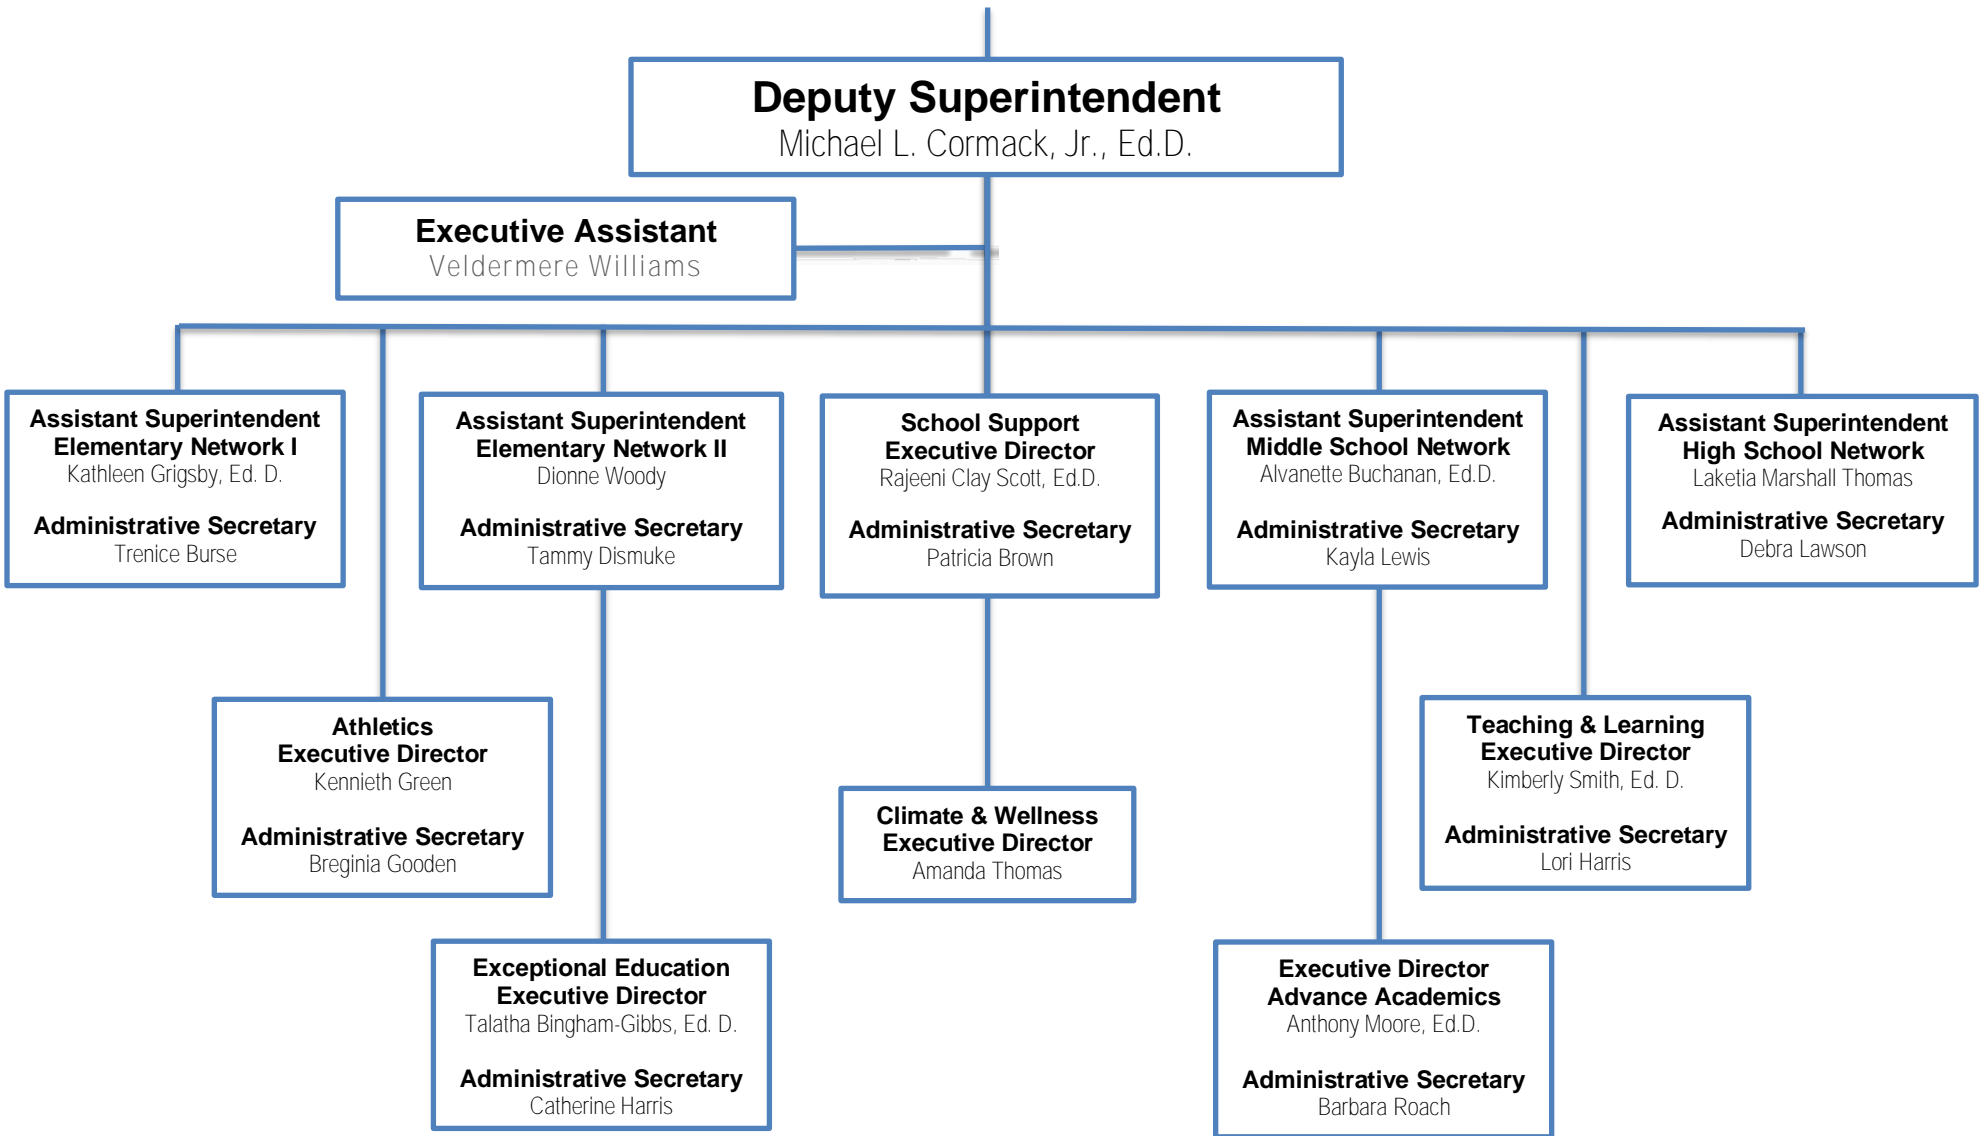 Deputy Superintendent
Michael L. Cormack, Jr., Ed.D.
Executive Assistant
Veldermere Williams
Assistant Superintendent
Elementary Network I
Kathleen Grigsby, Ed. D.
Administrative Secretary
Trenice Burse
Assistant Superintendent
Elementary Network II
Dionne Woody
Administrative Secretary
Tammy Dismuke
School Support
Executive Director
Rajeeni Clay Scott, Ed.D.
Administrative Secretary
Patricia Brown
Assistant Superintendent
Middle School Network
Alvanette Buchanan, Ed.D.
Administrative Secretary
Kayla Lewis
Assistant Superintendent
High School Network
Laketia Marshall Thomas
Administrative Secretary
Debra Lawson
Athletics
Executive Director
Kennieth Green
Administrative Secretary
Breginia Gooden
Climate & Wellness
Executive Director
Amanda Thomas
Teaching & Learning
Executive Director
Kimberly Smith, Ed. D.
Administrative Secretary
Lori Harris
Exceptional Education
Executive Director
Talatha Bingham-Gibbs, Ed. D.
Administrative Secretary
Catherine Harris
Executive Director
Advance Academics
Anthony Moore, Ed.D.
Administrative Secretary
Barbara Roach